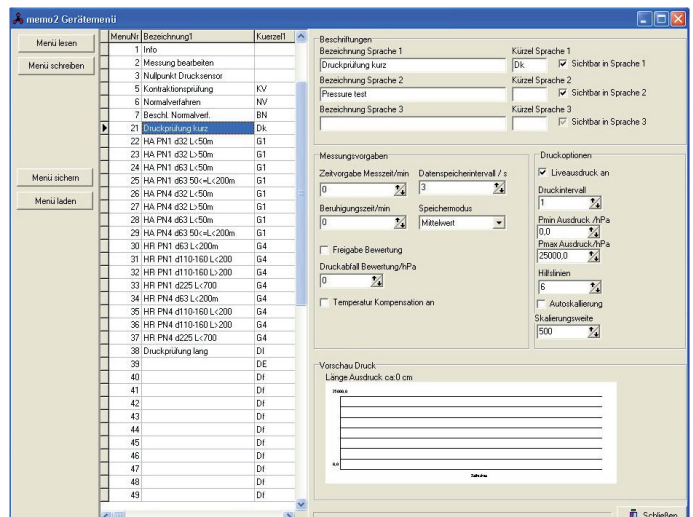 memo2 Gerätemenü
Menü lesen
Menü schreiben
Menü sichern
Menü laden
MenuNr Bezeichnung1 Kuerzel1
1 Info
2 Messung bearbeiten
3 Nullpunkt Drucksensor
5 Kontraktionsprüfung KV
6 Normalverfahren NV
7 Beschl. Normalverf. BN
21 Druckprüfung kurz Dk
22 HA PN1 d32 L<50m G1
23 HA PN1 d32 L>50m G1
24 HA PN1 d63 L<50m G1
25 HA PN1 d63 50<=L<200m G1
26 HA PN4 d32 L<50m G1
27 HA PN4 d32 L>50m G1
28 HA PN4 d63 L<50m G1
29 HA PN4 d63 50<=L<200m G1
30 HR PN1 d63 L<200m G4
31 HR PN1 d110-160 L<200 G4
32 HR PN1 d110-160 L>200 G4
33 HR PN1 d225 L<700 G4
34 HR PN4 d63 L<200m G4
35 HR PN4 d110-160 L<200 G4
36 HR PN4 d110-160 L>200 G4
37 HR PN4 d225 L<700 G4
38 Druckprüfung lang Dl
39 DE
40 Df
41 Df
42 Df
43 Df
44 Df
45 Df
46 Df
47 Df
48 Df
49 Df
Beschriftungen
Bezeichnung Sprache 1 Kürzel Sprache 1
Druckprüfung kurz Dk Sichtbar in Sprache 1
Bezeichnung Sprache 2 Kürzel Sprache 2
Pressure test Sichtbar in Sprache 2
Bezeichnung Sprache 3 Kürzel Sprache 3
Sichtbar in Sprache 3
Messungsvorgaben
Zeitvorgabe Messzeit/min Datenspeicherintervall / s
0 3
Beruhigungszeit/min Speichermodus
0 Mittelwert
Freigabe Bewertung
Druckabfall Bewertung/hPa
0
Temperatur Kompensation an
Druckoptionen
Liveausdruck an
Druckintervall
1
Pmin Ausdruck /hPa
0,0
Pmax Ausdruck/hPa
25000,0
Hilfslinien
6
Autoskallierung
Skalierungsweite
500
Vorschau Druck
Länge Ausdruck ca:0 cm
25000,0
0,0
Schließen